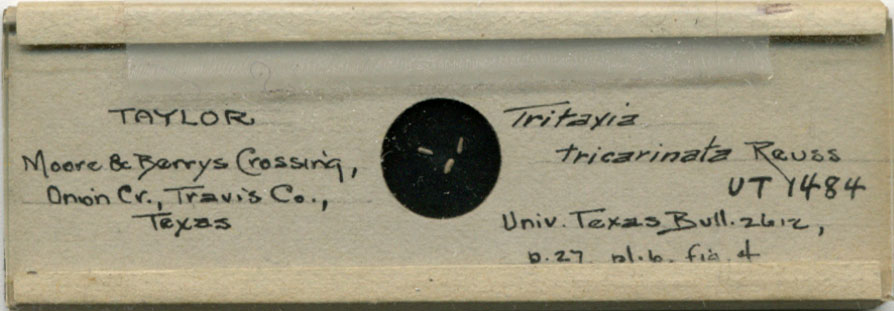 TAYLOR
Moore & Berrys Crossing,
Onion Cr., Travis Co.,
Texas
Tritaxia
tricarinata Reuss
UT 1484
Univ. Texas Bull. 2612,
p.27, pl.6, fig. 4